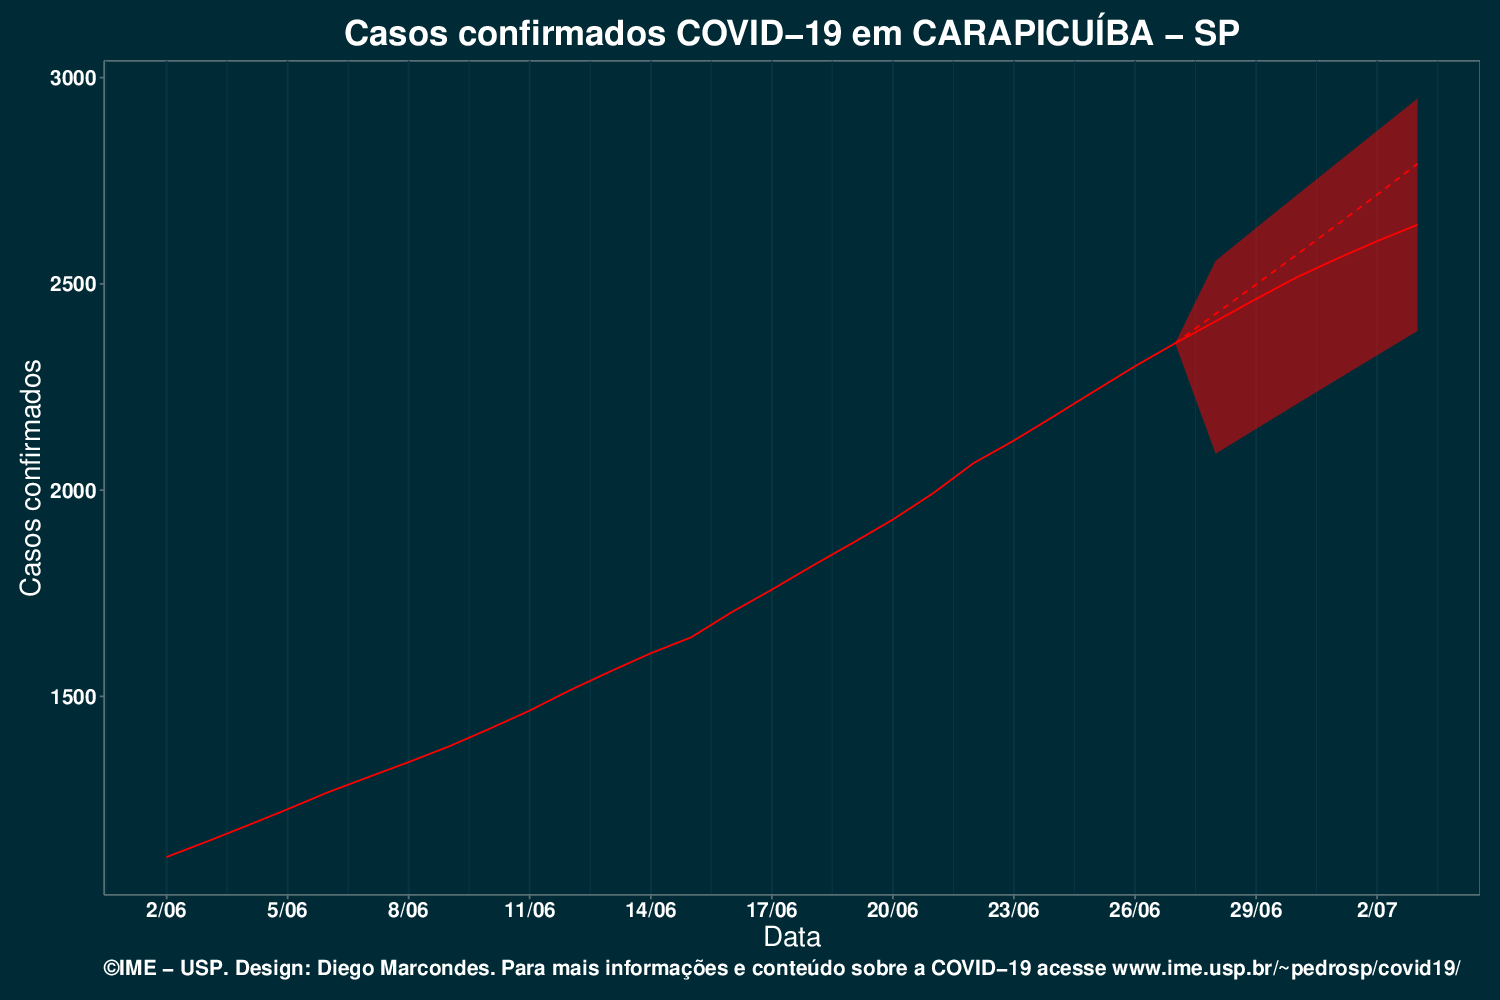 Casos confirmados COVID−19 em CARAPICUÍBA − SP
3000
2500
2000
1500
Casos confirmados
2/06 5/06 8/06 11/06 14/06 17/06 20/06 23/06 26/06 29/06 2/07
Data
©IME − USP. Design: Diego Marcondes. Para mais informações e conteúdo sobre a COVID−19 acesse www.ime.usp.br/~pedrosp/covid19/